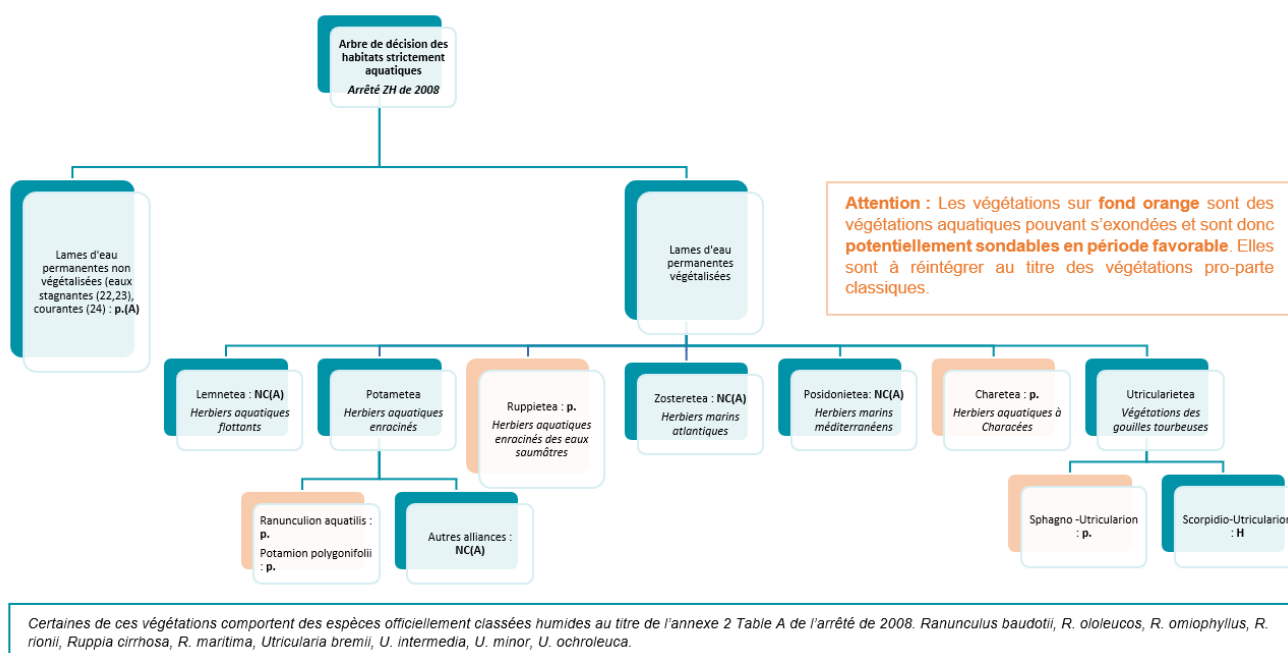 Arbre de décision des
habitats strictement
aquatiques
Arrêté ZH de 2008
Lames d'eau
permanentes non
végétalisées (eaux
stagnantes (22,23),
courantes (24) : p.(A)
Lames d'eau
permanentes
végétalisées
Attention : Les végétations sur fond orange sont des
végétations aquatiques pouvant s'exondées et sont donc
potentiellement sondables en période favorable. Elles
sont à réintégrer au titre des végétations pro-parte
classiques.
Lemnetea : NC(A)
Herbiers aquatiques
flottants
Potametea
Herbiers aquatiques
enracinés
Ruppietea : p.
Herbiers aquatiques
enracinés des eaux
saumâtres
Zosteretea : NC(A)
Herbiers marins
atlantiques
Posidonietea: NC(A)
Herbiers marins
méditerranéens
Charetea : p.
Herbiers aquatiques à
Characées
Utricularietea
Végétations des
gouilles tourbeuses
Ranunculion aquatilis :
p.
Potamion polygonifolii
: p.
Autres alliances :
NC(A)
Sphagno -Utricularion
: p.
Scorpidio-Utricularion
: H
Certaines de ces végétations comportent des espèces officiellement classées humides au titre de l'annexe 2 Table A de l'arrêté de 2008. Ranunculus baudotii, R. ololeucos, R. omiophyllus, R.
rionii, Ruppia cirrhosa, R. maritima, Utricularia bremii, U. intermedia, U. minor, U. ochroleuca.